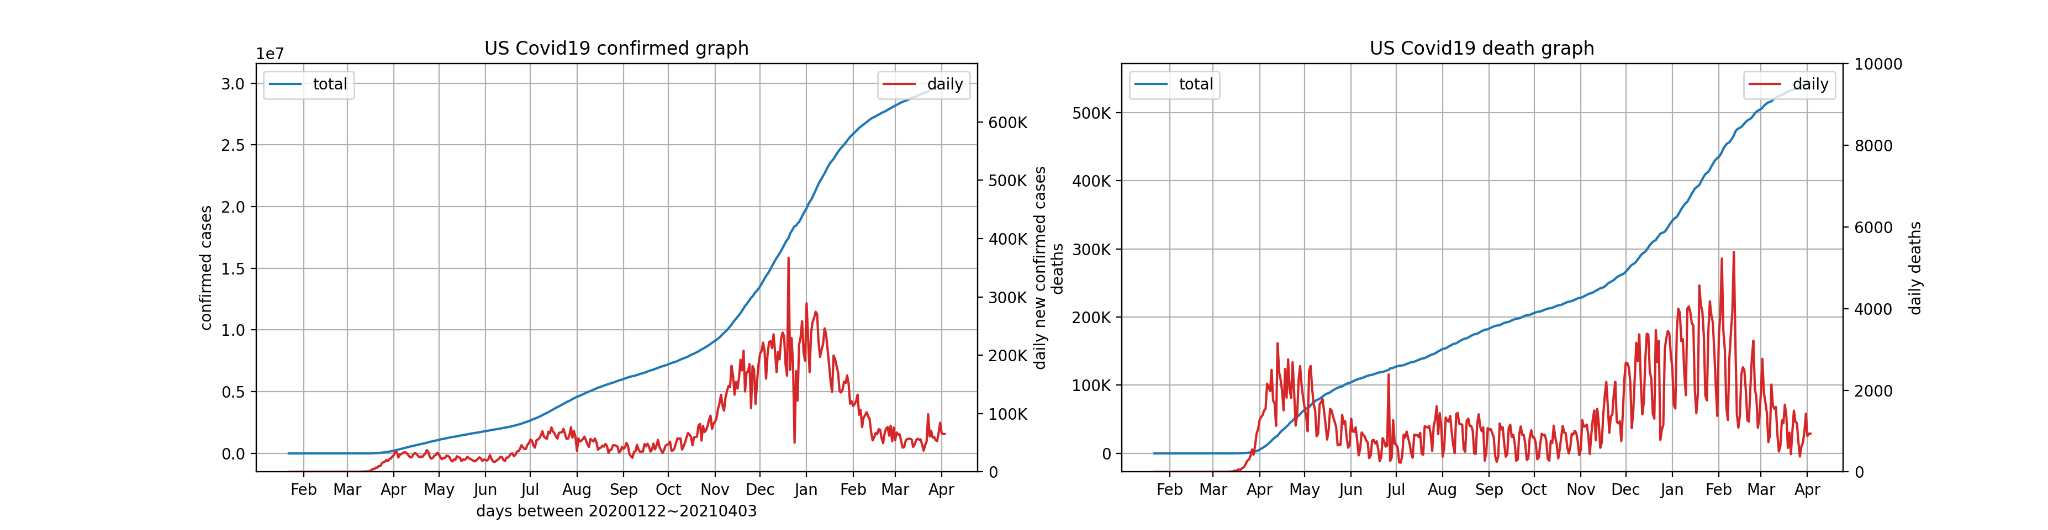 US Covid19 confirmed graph
1e7
total
daily
3.0
2.5
2.0
1.5
1.0
0.5
0.0
confirmed cases
600K
500K
400K
300K
200K
100K
0
daily new confirmed cases
Feb Mar Apr May Jun Jul Aug Sep Oct Nov Dec Jan Feb Mar Apr
days between 20200122~20210403
US Covid19 death graph
total
daily
500K
400K
300K
200K
100K
0
deaths
10000
8000
6000
4000
2000
0
daily deaths
Feb Mar Apr May Jun Jul Aug Sep Oct Nov Dec Jan Feb Mar Apr